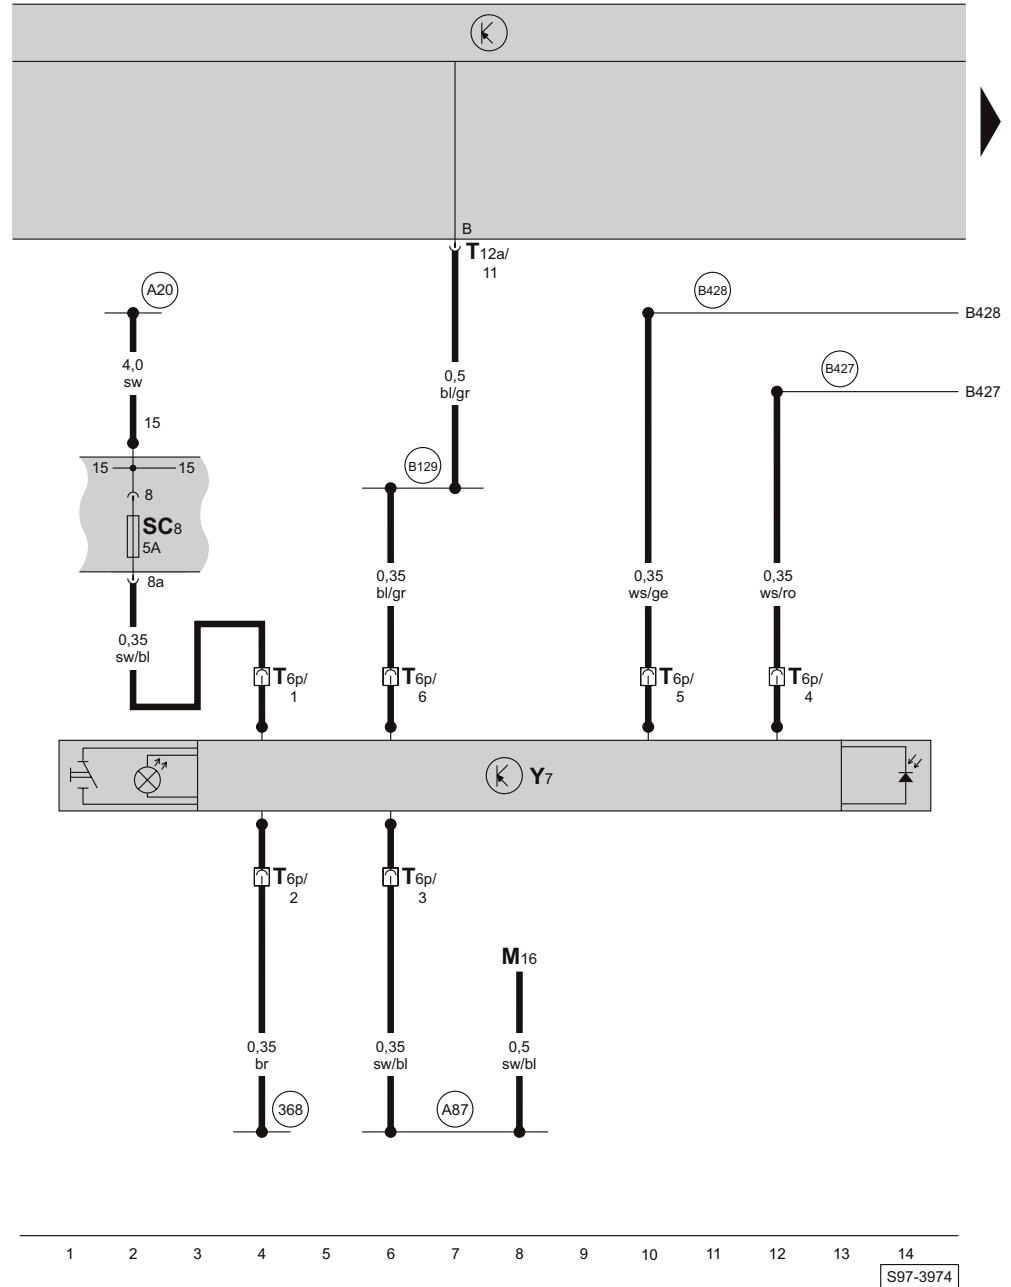 B
T12a/
11
A20
B428
B428
4,0
sw
B427
B427
0,5
bl/gr
15
B129
15
15
8
SC8
5A
8a
0,35
bl/gr
0,35
ws/ge
0,35
ws/ro
0,35
sw/bl
T6p/
1
T6p/
6
T6p/
5
T6p/
4
Y7
T6p/
2
T6p/
3
M16
0,35
br
0,35
sw/bl
0,5
sw/bl
368
A87
1 2 3 4 5 6 7 8 9 10 11 12 13 14
S97-3974